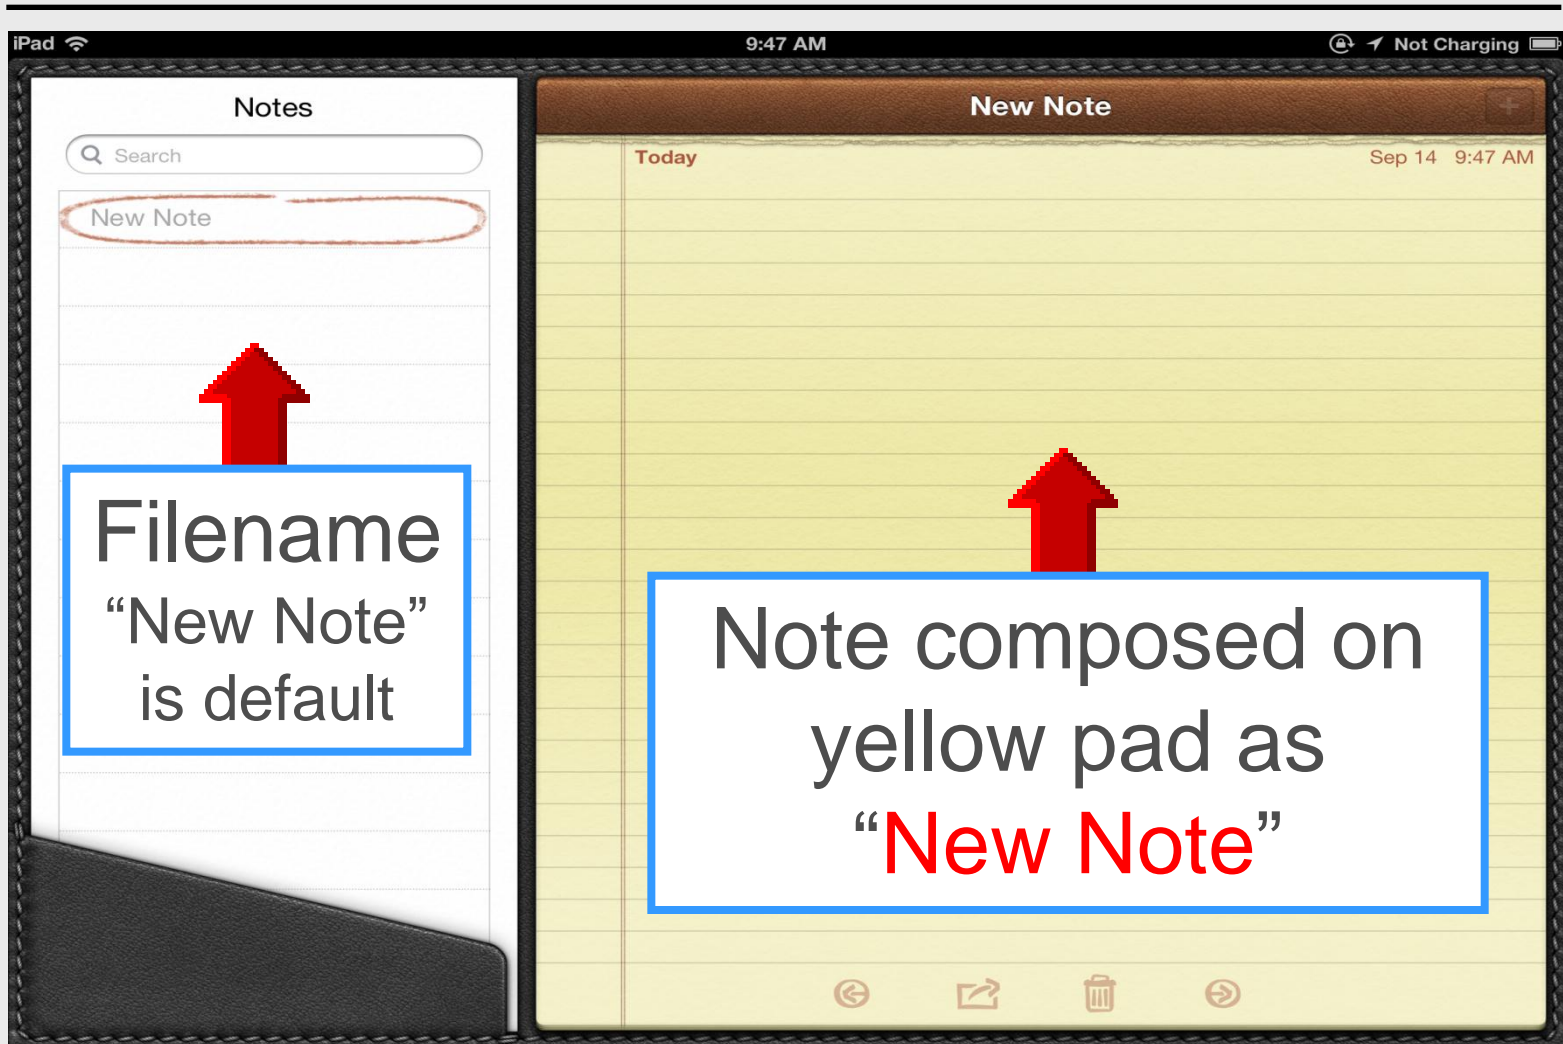 iPad 9:47 AM Not Charging
Notes
New Note
Search
Today Sep 14 9:47 AM
New Note
Filename
“New Note”
is default
Note composed on
yellow pad as
“New Note”